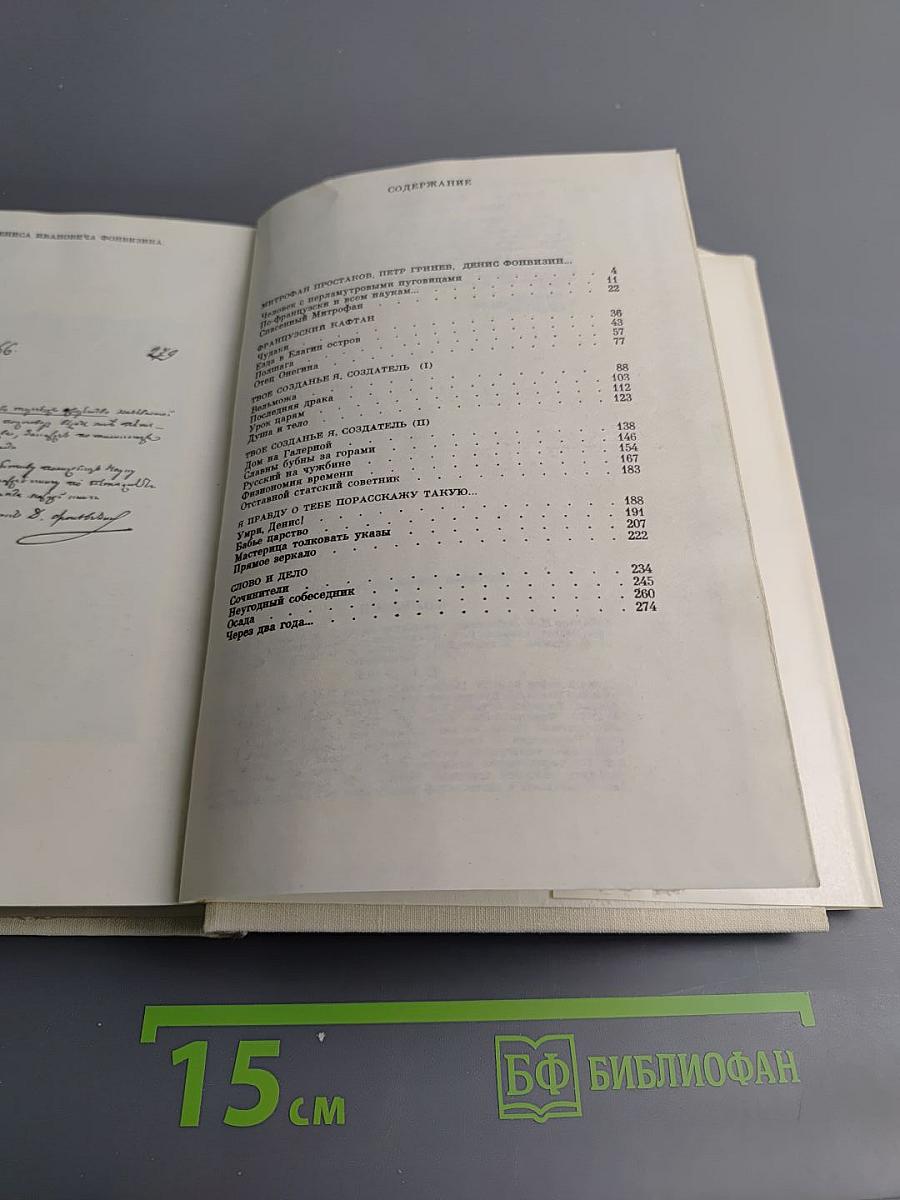 ЕНИСА ИВАНОВИЧА ФОНВИЗИНА.
66.
279
СОДЕРЖАНИЕ
МИТРОФАН ПРОСТАКОВ, ПЕТР ГРИНЕВ, ДЕНИС ФОНВИЗИН...
Человек с перламутровыми пуговицами 4
По-французски и всем наукам... 11
Спасенный Митрофан 22
ФРАНЦУЗСКИЙ КАФТАН
Чудаки 36
Езда в Елагин остров 43
Полшага 57
Отец Онегина 77
ТВОЕ СОЗДАНЬЕ Я, СОЗДАТЕЛЬ (I)
Вельможа 88
Последняя драка 103
Урок царям 112
Душа и тело 123
ТВОЕ СОЗДАНЬЕ Я, СОЗДАТЕЛЬ (II)
Дом на Галерной 138
Славны бубны за горами 146
Русский на чужбине 154
Физиономия времени 167
Отставной статский советник 183
Я ПРАВДУ О ТЕБЕ ПОРАССКАЖУ ТАКУЮ...
Умри, Денис! 188
Бабье царство 191
Мастерица толковать указы 207
Прямое зеркало 222
СЛОВО И ДЕЛО
Сочинители 234
Неугодный собеседник 245
Осада 260
Через два года... 274
15 см
БФ БИБЛИОФАН